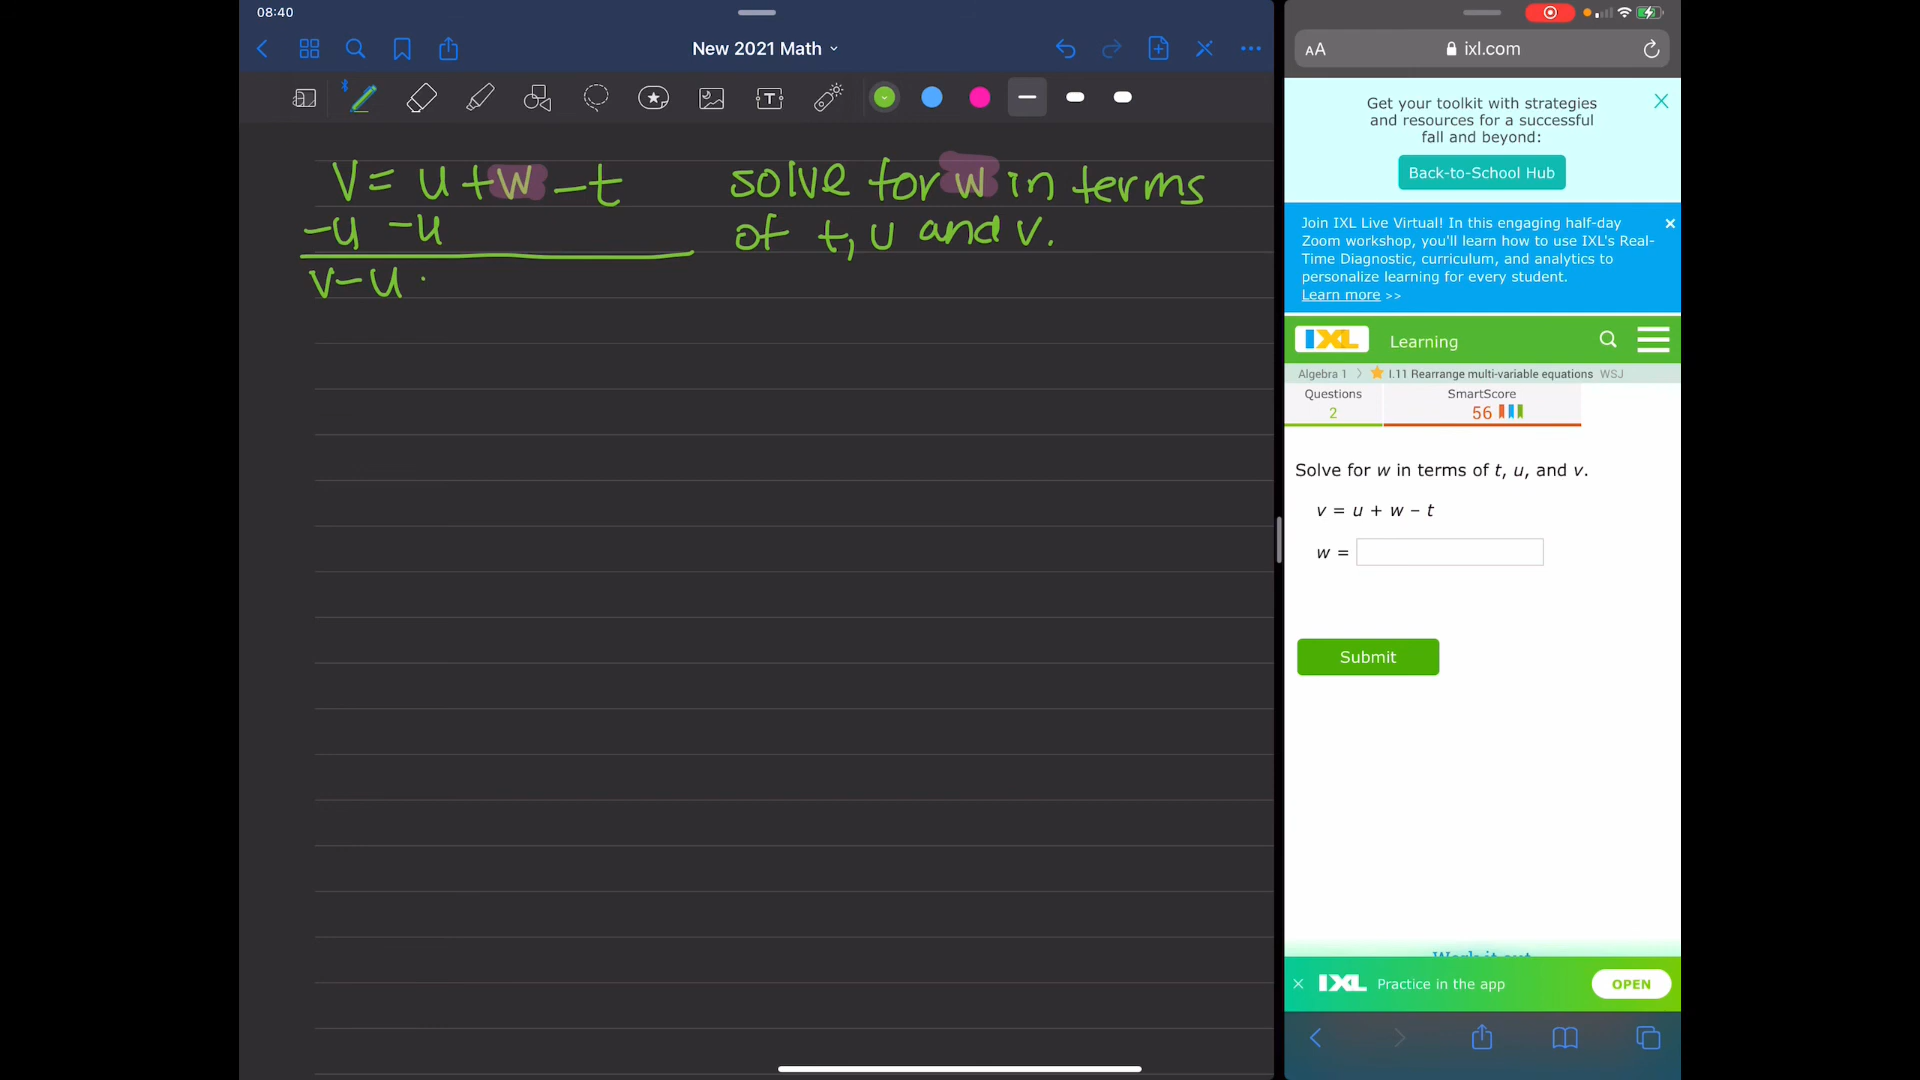 08:40
New 2021 Math
T
V = u + w - t
-u -u
v - u
solve for w in terms
of t, u and v.
AA
ixl.com
Get your toolkit with strategies
and resources for a successful
fall and beyond:
Back-to-School Hub
Join IXL Live Virtual! In this engaging half-day
Zoom workshop, you'll learn how to use IXL's Real-
Time Diagnostic, curriculum, and analytics to
personalize learning for every student.
Learn more >>
IXL Learning
Algebra 1 > I.11 Rearrange multi-variable equations WSJ
Questions
2
SmartScore
56
Solve for w in terms of t, u, and v.
v = u + w − t
w =
Submit
Work it out
IXL Practice in the app
OPEN